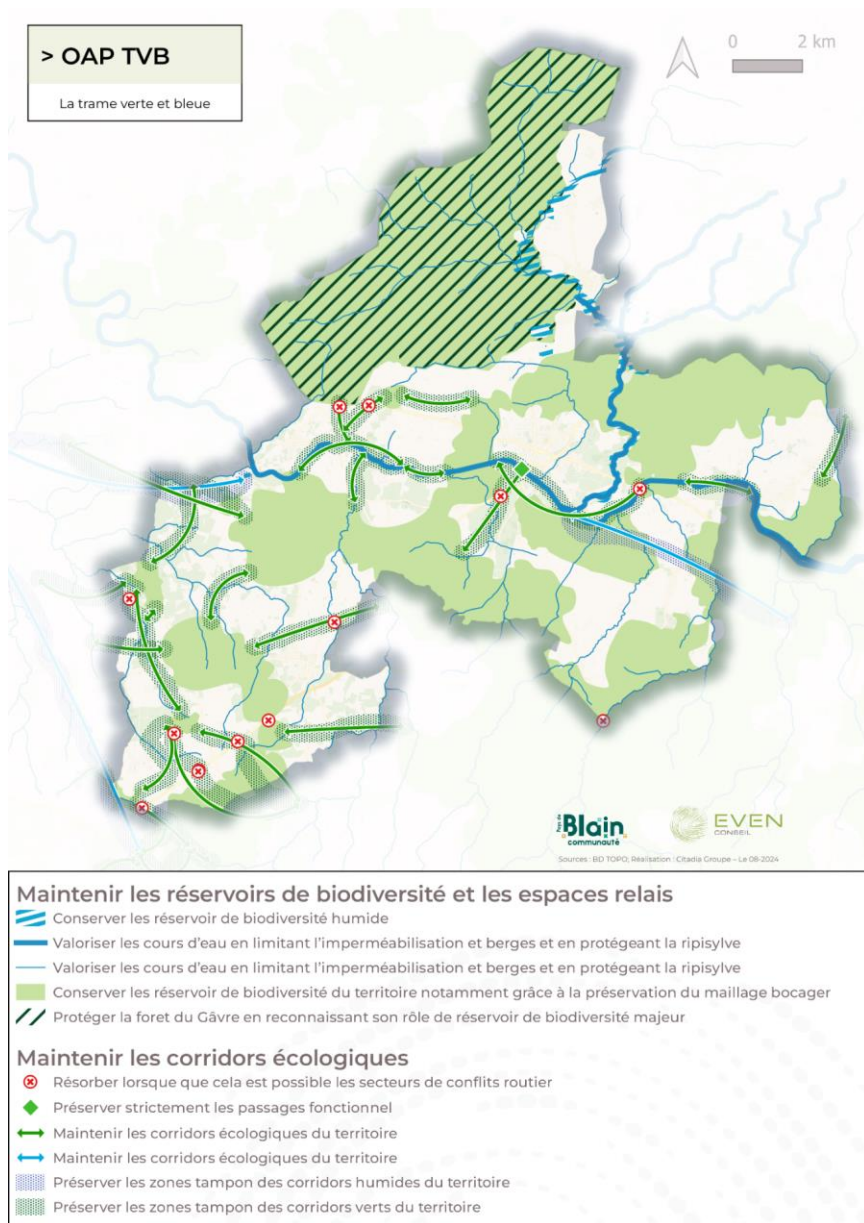 > OAP TVB
La trame verte et bleue
0 2 km
Pays de
Blain
communauté
EVEN
CONSEIL
Sources : BD TOPO; Réalisation : Citadia Groupe – Le 08-2024
Maintenir les réservoirs de biodiversité et les espaces relais
Conserver les réservoir de biodiversité humide
Valoriser les cours d'eau en limitant l'imperméabilisation et berges et en protégeant la ripisylve
Valoriser les cours d'eau en limitant l'imperméabilisation et berges et en protégeant la ripisylve
Conserver les réservoir de biodiversité du territoire notamment grâce à la préservation du maillage bocager
Protéger la foret du Gâvre en reconnaissant son rôle de réservoir de biodiversité majeur
Maintenir les corridors écologiques
Résorber lorsque que cela est possible les secteurs de conflits routier
Préserver strictement les passages fonctionnel
Maintenir les corridors écologiques du territoire
Maintenir les corridors écologiques du territoire
Préserver les zones tampon des corridors humides du territoire
Préserver les zones tampon des corridors verts du territoire